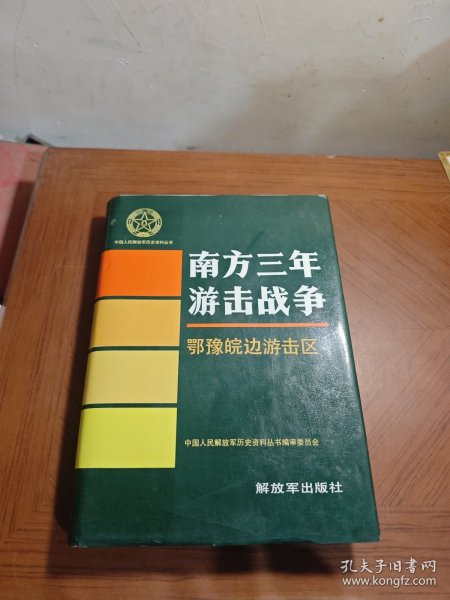 中国人民解放军历史资料丛书
南方三年
游击战争
鄂豫皖边游击区
中国人民解放军历史资料丛书编审委员会
解放军出版社
孔夫子旧书网
www.kongfz.com